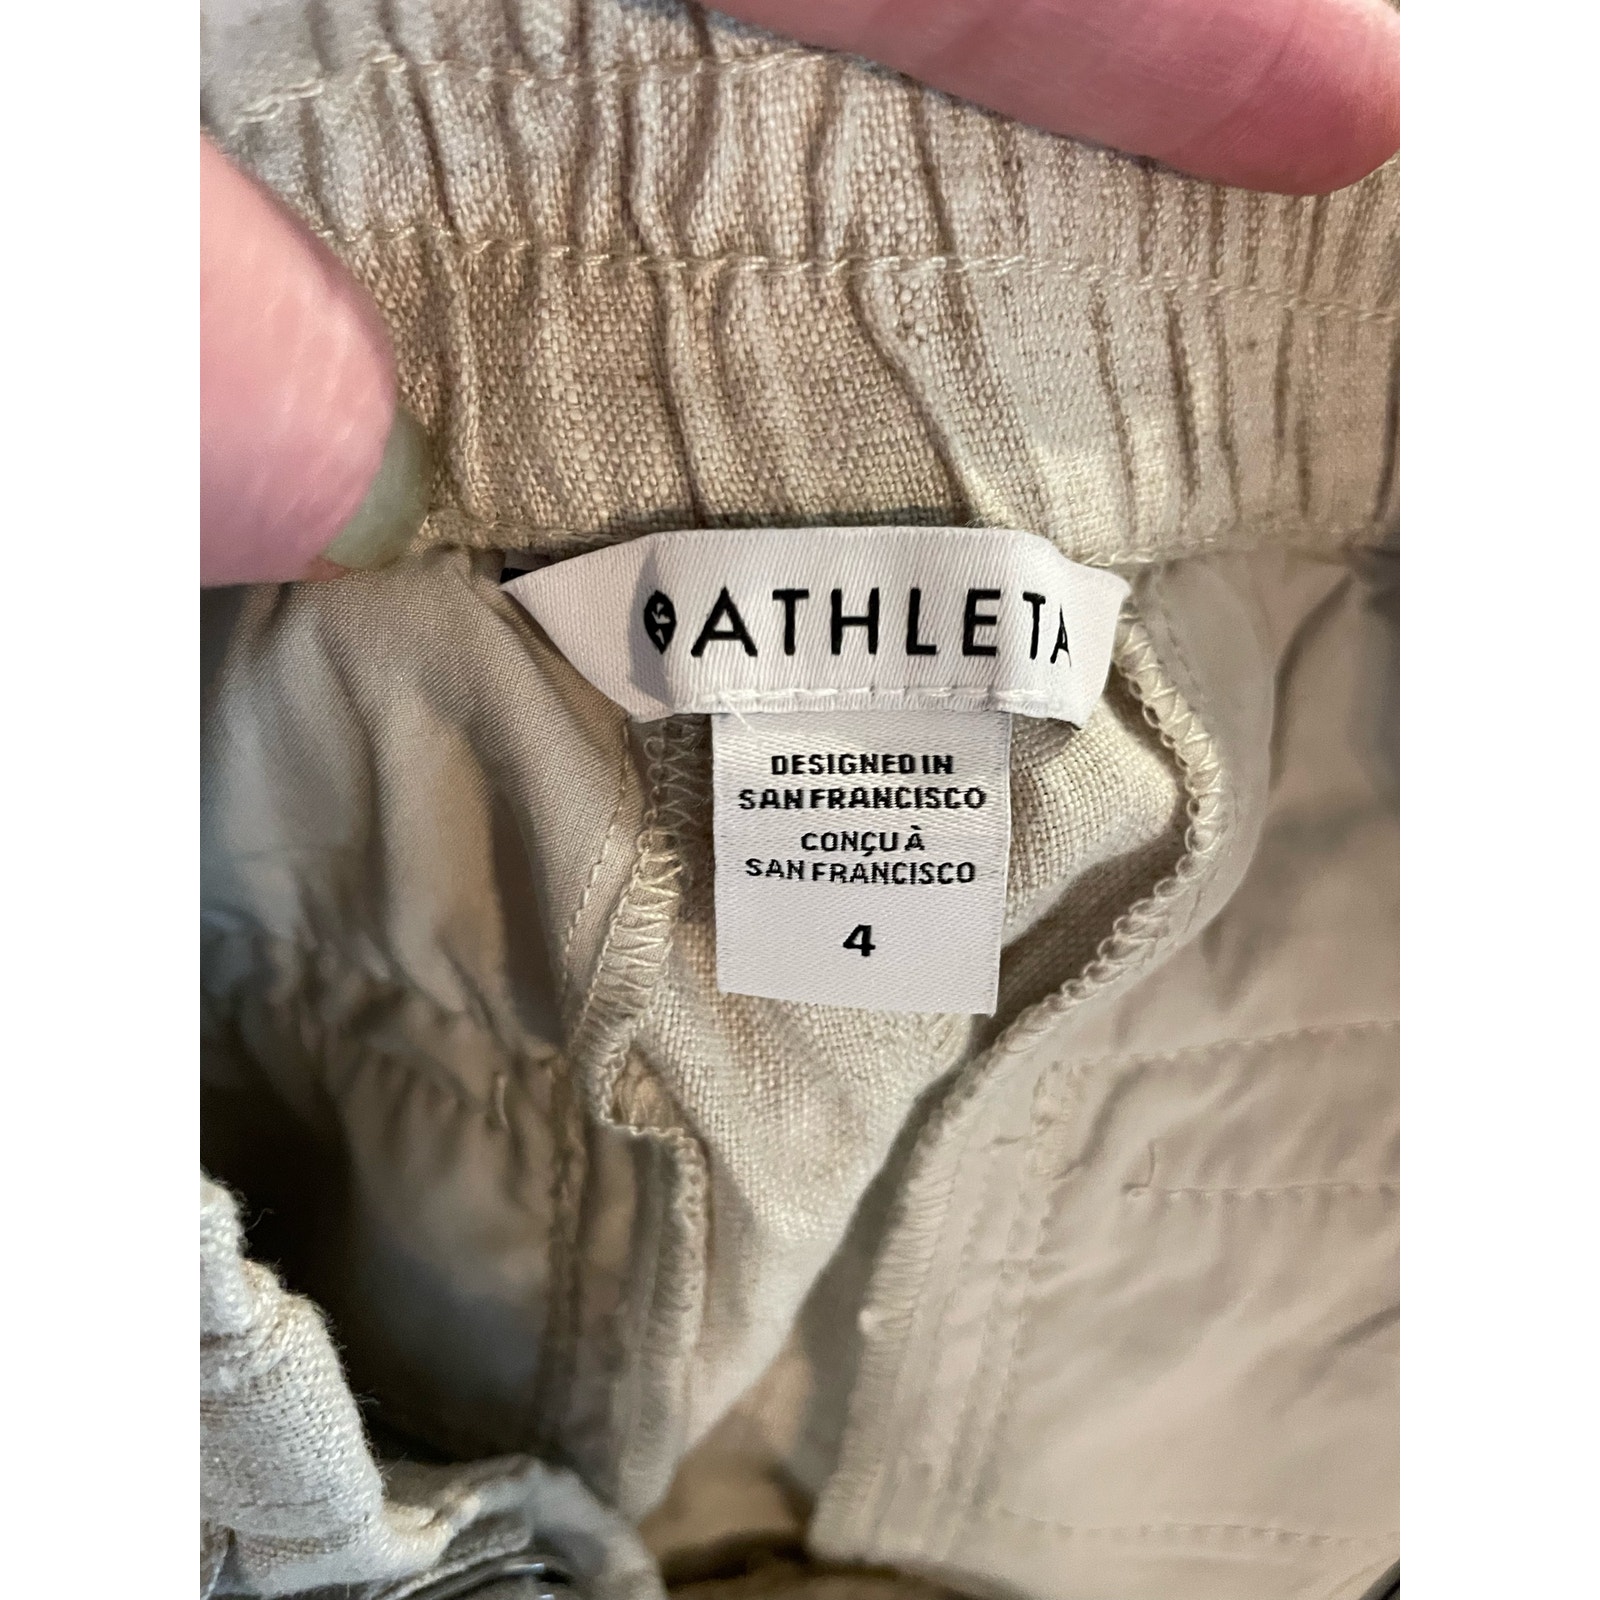 ATHLETA
DESIGNED IN
SAN FRANCISCO
CONÇU À
SAN FRANCISCO
4